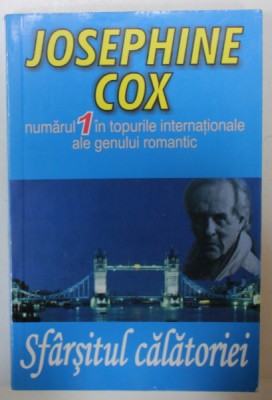 JOSEPHINE
COX
numărul 1 în topurile internaționale
ale genului romantic
Sfârșitul călătoriei